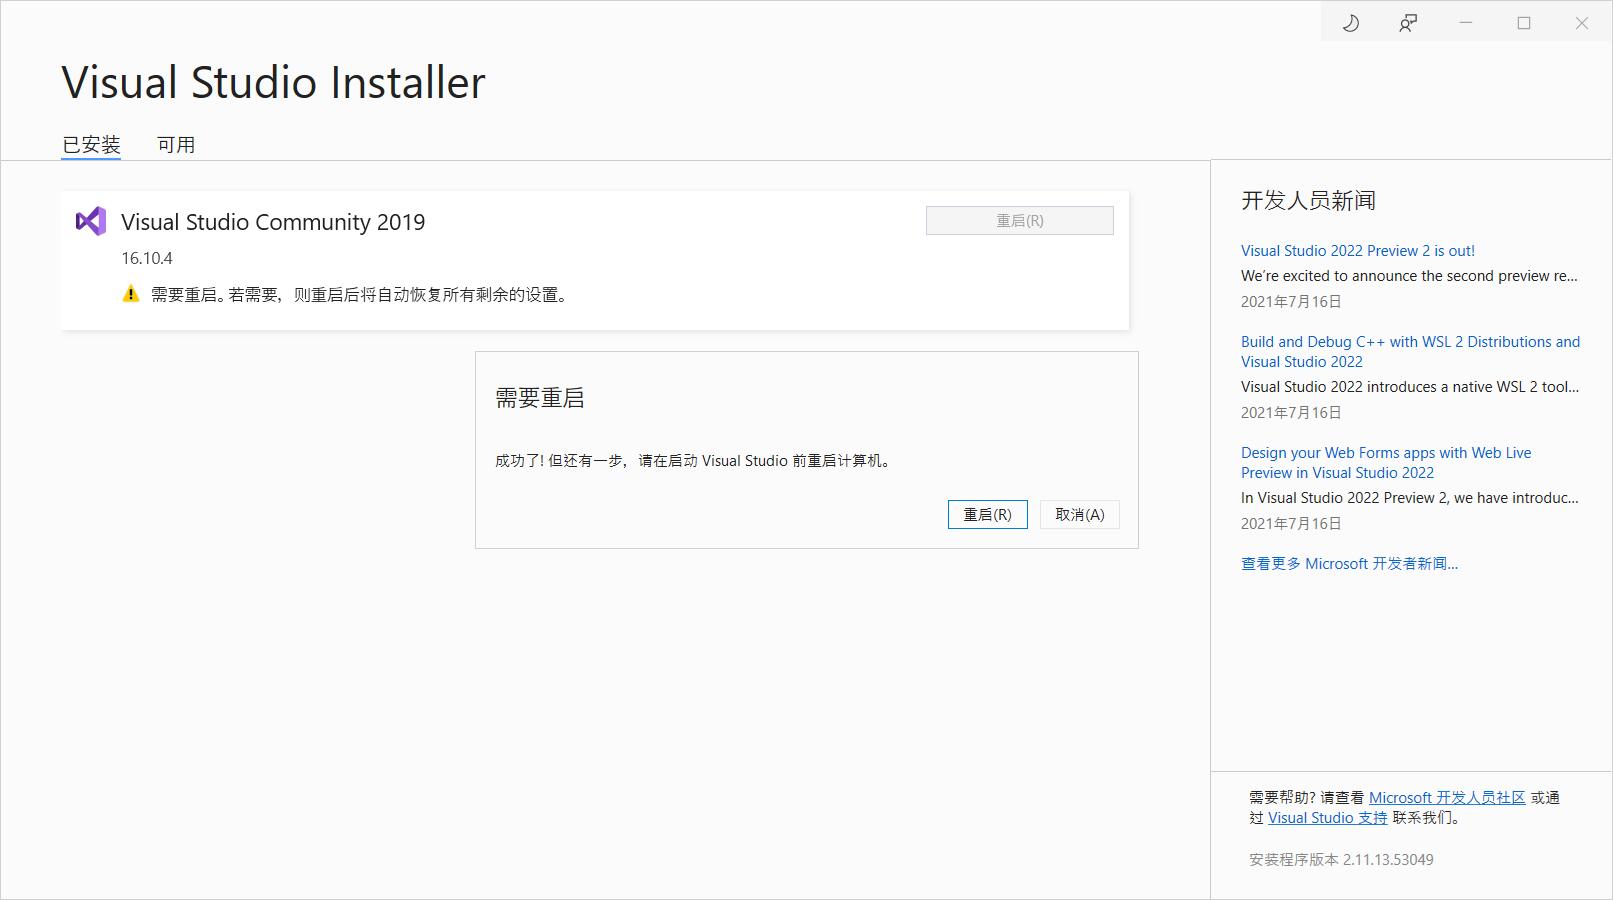 Visual Studio Installer
已安装 可用
Visual Studio Community 2019
重启(R)
16.10.4
需要重启。若需要，则重启后将自动恢复所有剩余的设置。
需要重启
成功了! 但还有一步，请在启动 Visual Studio 前重启计算机。
重启(R) 取消(A)
开发人员新闻
Visual Studio 2022 Preview 2 is out!
We’re excited to announce the second preview re...
2021年7月16日
Build and Debug C++ with WSL 2 Distributions and
Visual Studio 2022
Visual Studio 2022 introduces a native WSL 2 tool...
2021年7月16日
Design your Web Forms apps with Web Live
Preview in Visual Studio 2022
In Visual Studio 2022 Preview 2, we have introduc...
2021年7月16日
查看更多 Microsoft 开发者新闻...
需要帮助? 请查看 Microsoft 开发人员社区 或通
过 Visual Studio 支持 联系我们。
安装程序版本 2.11.13.53049